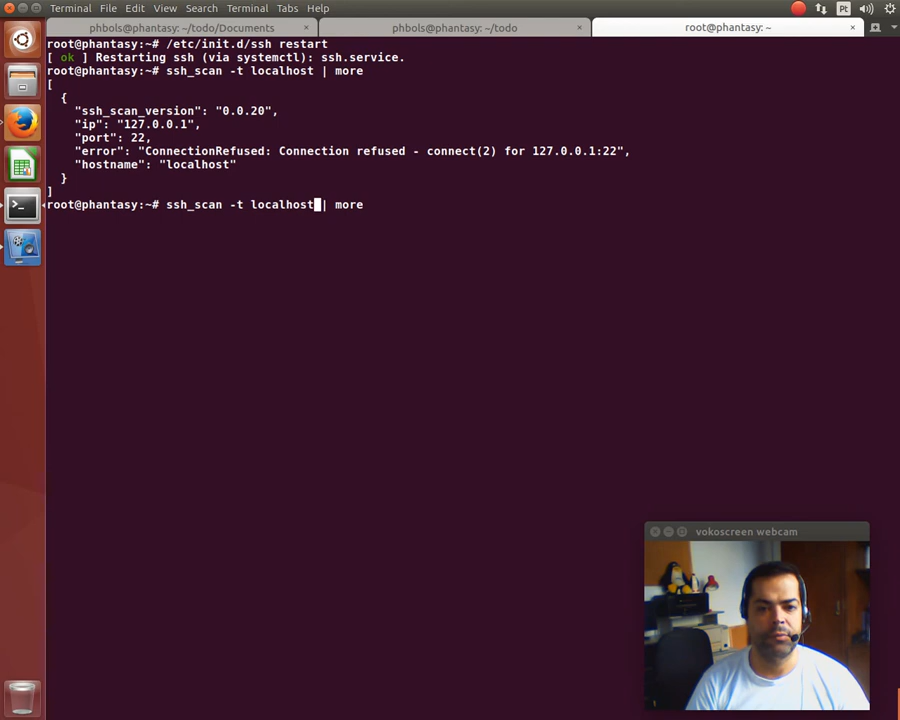 Terminal File Edit View Search Terminal Tabs Help Pt
phbols@phantasy: ~/todo/Documents × phbols@phantasy: ~/todo × root@phantasy: ~ ×
root@phantasy:~# /etc/init.d/ssh restart
[ ok ] Restarting ssh (via systemctl): ssh.service.
root@phantasy:~# ssh_scan -t localhost | more
[
{
"ssh_scan_version": "0.0.20",
"ip": "127.0.0.1",
"port": 22,
"error": "ConnectionRefused: Connection refused - connect(2) for 127.0.0.1:22",
"hostname": "localhost"
}
]
root@phantasy:~# ssh_scan -t localhost | more
vokoscreen webcam